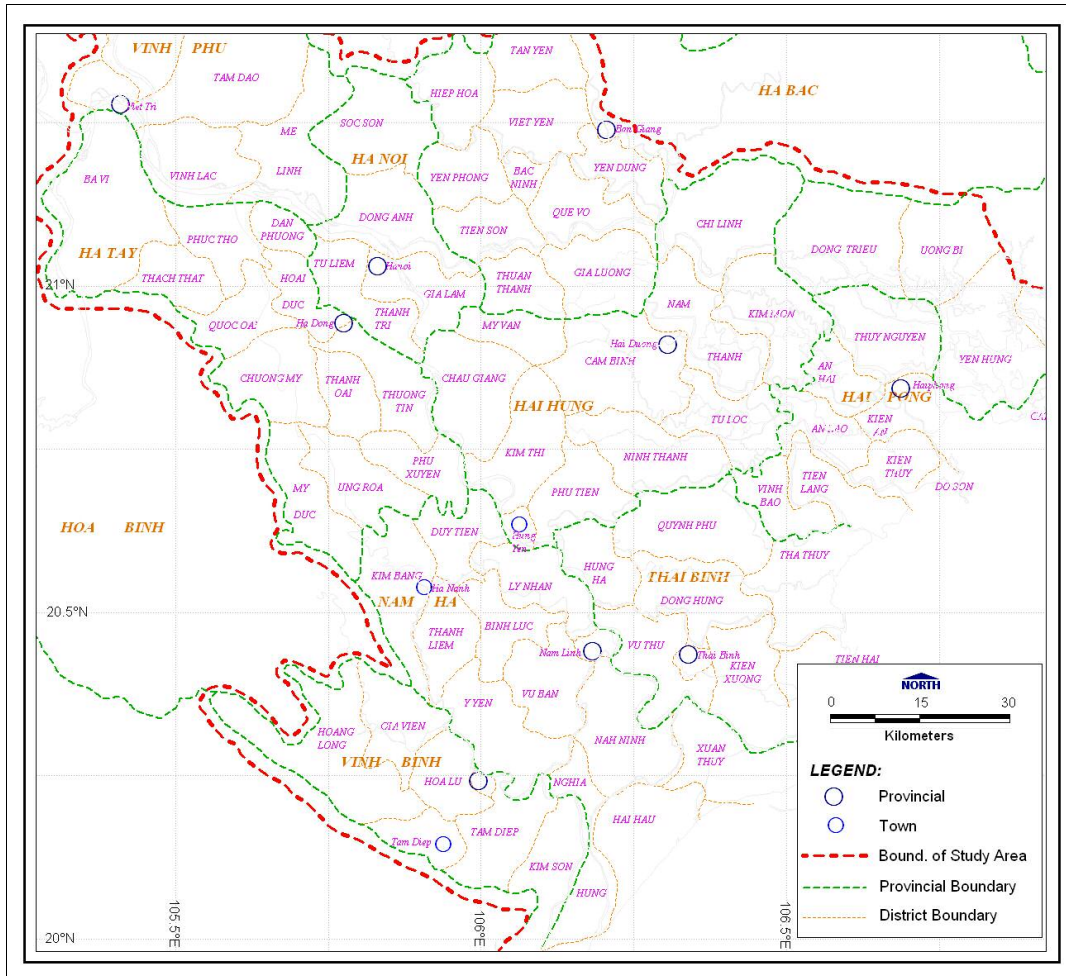 VINH PHU
TAN YEN
TAM DAO
HA BAC
HIEP HOA
Viet Tri
SOC SON
VIET YEN
Bon Giang
ME
LINH
HA NOI
YEN DUNG
BA VI
VINH LAC
YEN PHONG
BAC
NINH
DONG ANH
QUE VO
CHI LINH
DAN
PHUONG
PHUC THO
TIEN SON
HA TAY
DONG TRIEU
UONG BI
TU LIEM
Hanoi
THACH THAT
HOAI
DUC
THUAN
THANH
GIA LUONG
21°N
GIA LAM
NAM
THANH
KIM MON
THANH
TRI
QUOC OAI
Ha Dong
MY VAN
Hai Duong
THUY NGUYEN
CAM BINH
YEN HUNG
AN
HAI
CHUONG MY
THANH
OAI
CHAU GIANG
THUONG
TIN
Haiphong
HAI HUNG
HAI PONG
TU LOC
AN LAO
KIEN
AN
KIM THI
NINH THANH
PHU
XUYEN
KIEN
THUY
TIEN
LANG
MY
DUC
UNG ROA
PHU TIEN
VINH
BAO
DO SON
HOA BINH
DUY TIEN
Hung
Yen
QUYNH PHU
THA THUY
KIM BANG
HUNG
HA
THAI BINH
Ha Nanh
LY NHAN
NAM HA
DONG HUNG
20.5°N
BINH LUC
THANH
LIEM
Nam Linh
VU THU
Thai Binh
KIEN
XUONG
TIEN HAI
VU BAN
Y YEN
GIA VIEN
HOANG
LONG
NAH NINH
XUAN
THUY
VINH BINH
HOA LU
NGHIA
HUNG
HAI HAU
Tam Diep
TAM DIEP
KIM SON
105.5°E
106°E
106.5°E
20°N
NORTH
0 15 30
Kilometers
LEGEND:
Provincial
Town
Bound. of Study Area
Provincial Boundary
District Boundary